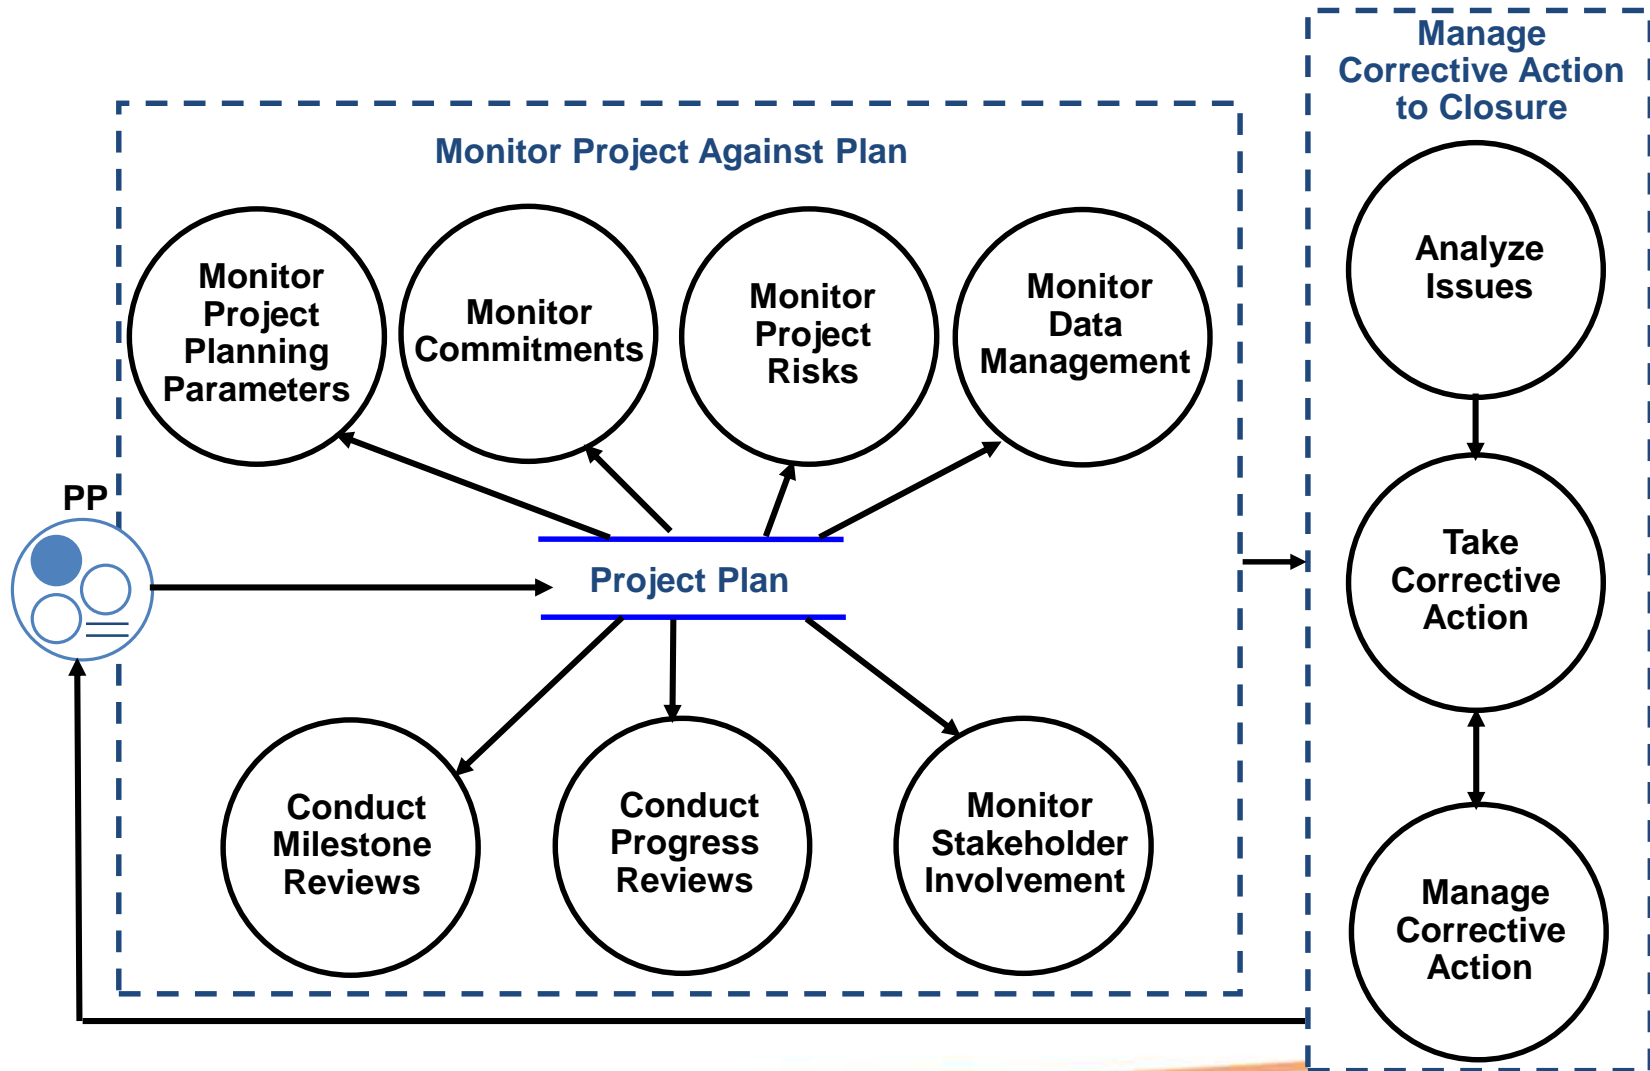 Manage
Corrective Action
to Closure
Monitor Project Against Plan
Monitor
Project
Planning
Parameters
Monitor
Commitments
Monitor
Project
Risks
Monitor
Data
Management
Analyze
Issues
PP
Project Plan
Take
Corrective
Action
Conduct
Milestone
Reviews
Conduct
Progress
Reviews
Monitor
Stakeholder
Involvement
Manage
Corrective
Action